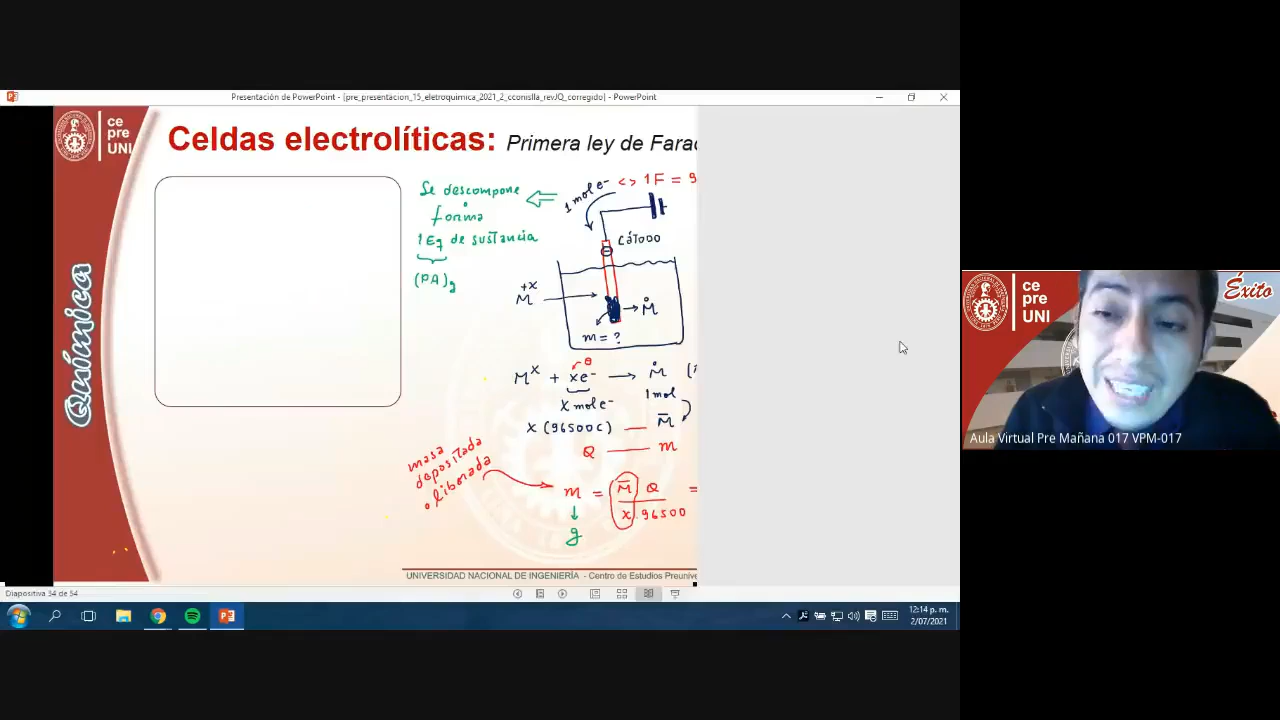 Presentación de PowerPoint - [pre_presentacion_15_eletroquimica_2021_2_cconislla_revJQ_corregido] - PowerPoint
ce
pre
UNI
Celdas electrolíticas: Primera ley de Farad
Química
Se descompone
o
forma
1 Eq de sustancia
(PA)g
1 mol e⁻ <> 1F = 9
Cátodo
M⁺ˣ
M°
m = ?
Mˣ + xe⁻ → M°
x mol e⁻
1 mol
x (96500C) — M̄
Q — m
masa
depositada
o liberada
m = M̄ Q =
x 96500
g
UNIVERSIDAD NACIONAL DE INGENIERÍA - Centro de Estudios Preunive
Diapositiva 54 de 54
12:14 p. m.
2/07/2021
ce
pre
UNI
Éxito
Aula Virtual Pre Mañana 017 VPM-017